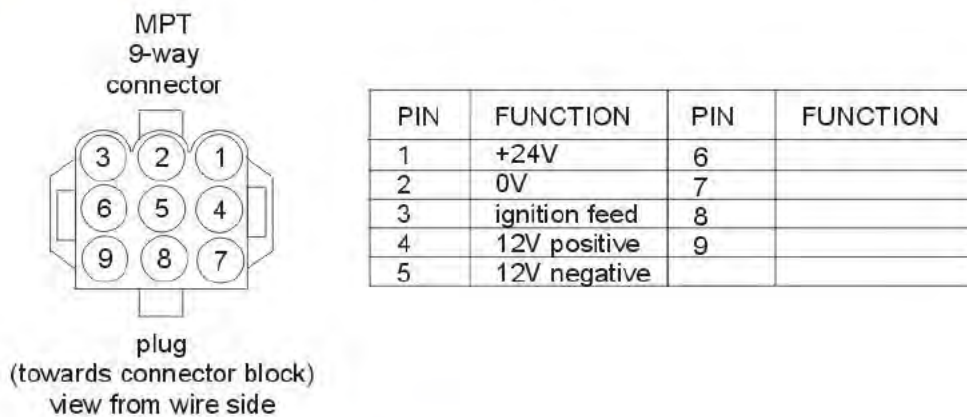 MPT
9-way
connector
3 2 1
6 5 4
9 8 7
plug
(towards connector block)
view from wire side
PIN FUNCTION PIN FUNCTION
1 +24V 6
2 0V 7
3 ignition feed 8
4 12V positive 9
5 12V negative